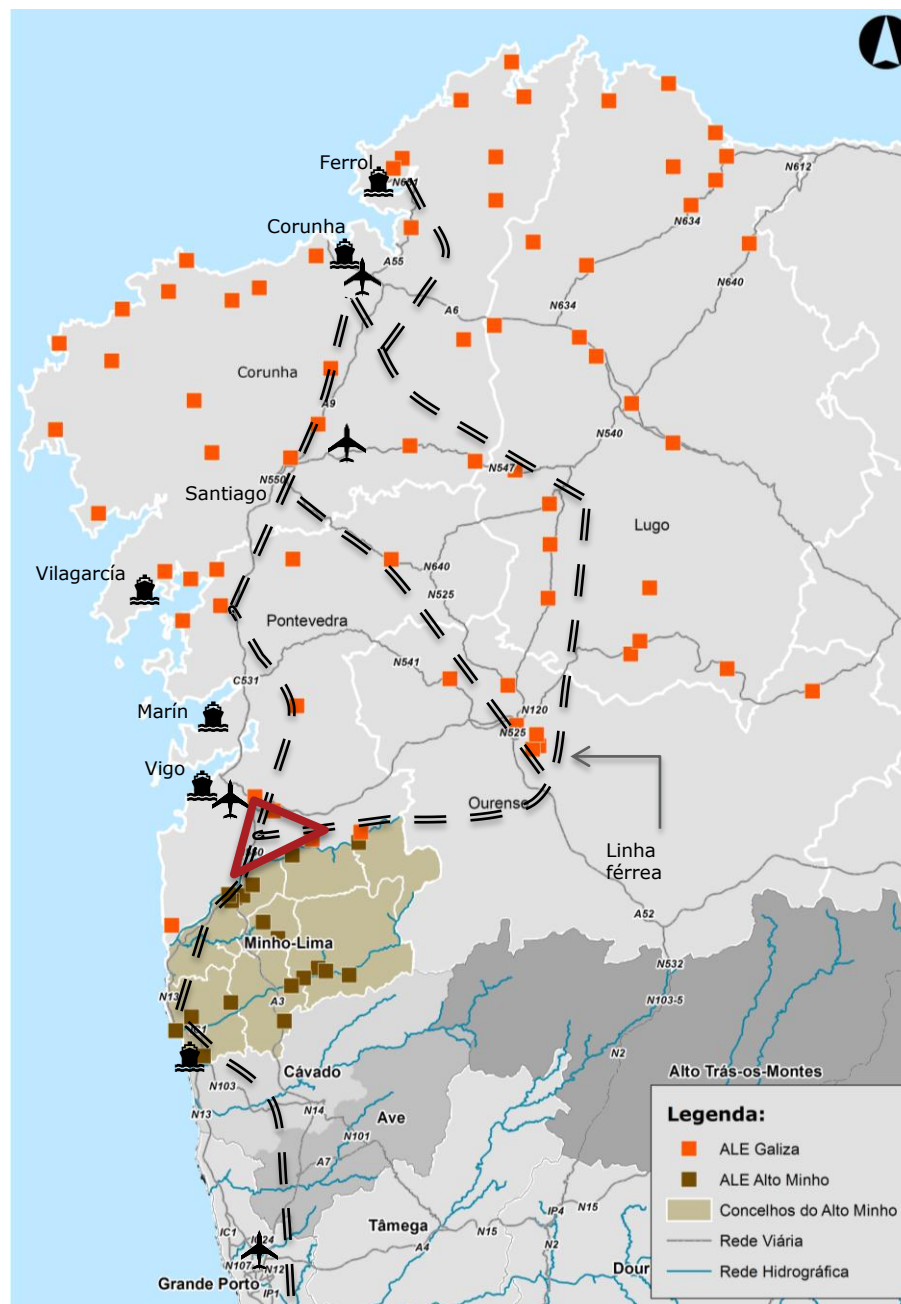 Ferrol
N651
N612
Corunha
N634
A55
N640
N634
A6
Corunha
A9
N540
N550
N547
Santiago
Lugo
Vilagarcía
N640
N525
Pontevedra
N541
C531
Marín
N120
N525
Vigo
Ourense
Linha
férrea
A52
Minho-Lima
N532
N13
A3
N103-5
N2
Cávado
Alto Trás-os-Montes
N103
N13
N14
Ave
N101
A7
Legenda:
ALE Galiza
ALE Alto Minho
Concelhos do Alto Minho
Rede Viária
Rede Hidrográfica
Tâmega
IP4
N15
N15
IC1
A4
N2
N107
N12
Dour
Grande Porto
IP1